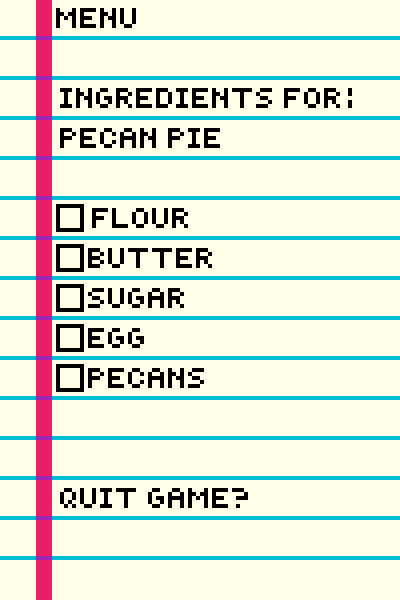 MENU
INGREDIENTS FOR:
PECAN PIE
FLOUR
BUTTER
SUGAR
EGG
PECANS
QUIT GAME?